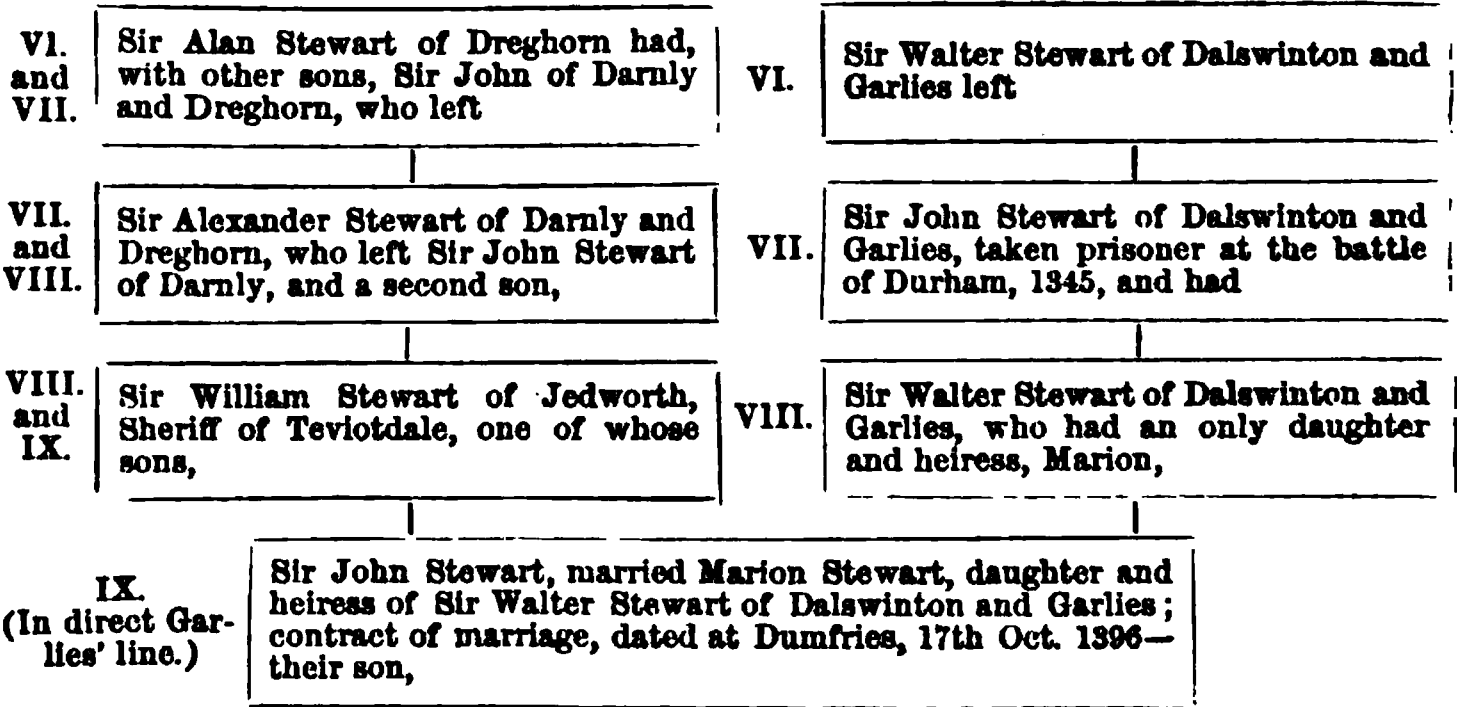 VI.
and
VII.
Sir Alan Stewart of Dreghorn had,
with other sons, Sir John of Darnly
and Dreghorn, who left
VI.
Sir Walter Stewart of Dalswinton and
Garlies left
VII.
and
VIII.
Sir Alexander Stewart of Darnly and
Dreghorn, who left Sir John Stewart
of Darnly, and a second son,
VII.
Sir John Stewart of Dalswinton and
Garlies, taken prisoner at the battle
of Durham, 1345, and had
VIII.
and
IX.
Sir William Stewart of Jedworth,
Sheriff of Teviotdale, one of whose
sons,
VIII.
Sir Walter Stewart of Dalswinton and
Garlies, who had an only daughter
and heiress, Marion,
IX.
(In direct Gar-
lies' line.)
Sir John Stewart, married Marion Stewart, daughter and
heiress of Sir Walter Stewart of Dalswinton and Garlies;
contract of marriage, dated at Dumfries, 17th Oct. 1396—
their son,